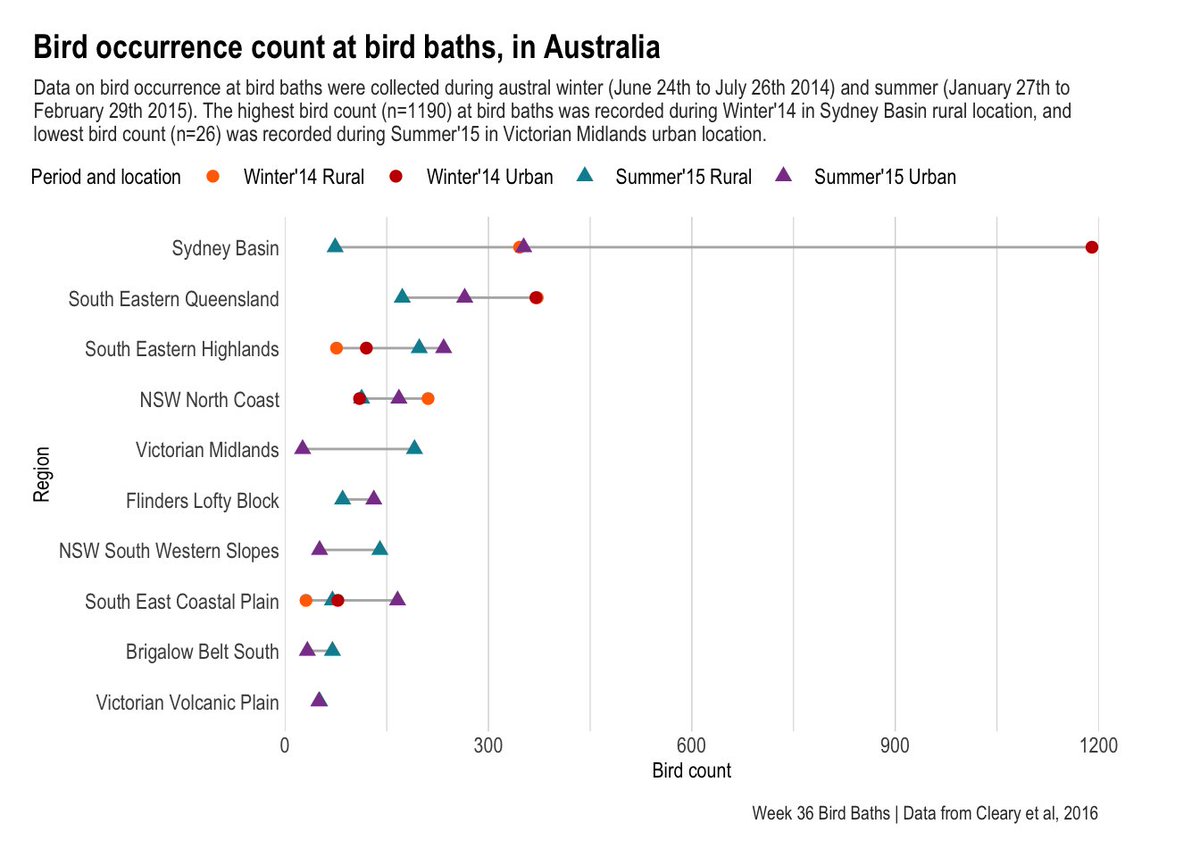 Bird occurrence count at bird baths, in Australia
Data on bird occurrence at bird baths were collected during austral winter (June 24th to July 26th 2014) and summer (January 27th to
February 29th 2015). The highest bird count (n=1190) at bird baths was recorded during Winter'14 in Sydney Basin rural location, and
lowest bird count (n=26) was recorded during Summer'15 in Victorian Midlands urban location.
Period and location Winter'14 Rural Winter'14 Urban Summer'15 Rural Summer'15 Urban
Sydney Basin
South Eastern Queensland
South Eastern Highlands
NSW North Coast
Victorian Midlands
Region
Flinders Lofty Block
NSW South Western Slopes
South East Coastal Plain
Brigalow Belt South
Victorian Volcanic Plain
0 300 600 900 1200
Bird count
Week 36 Bird Baths | Data from Cleary et al, 2016